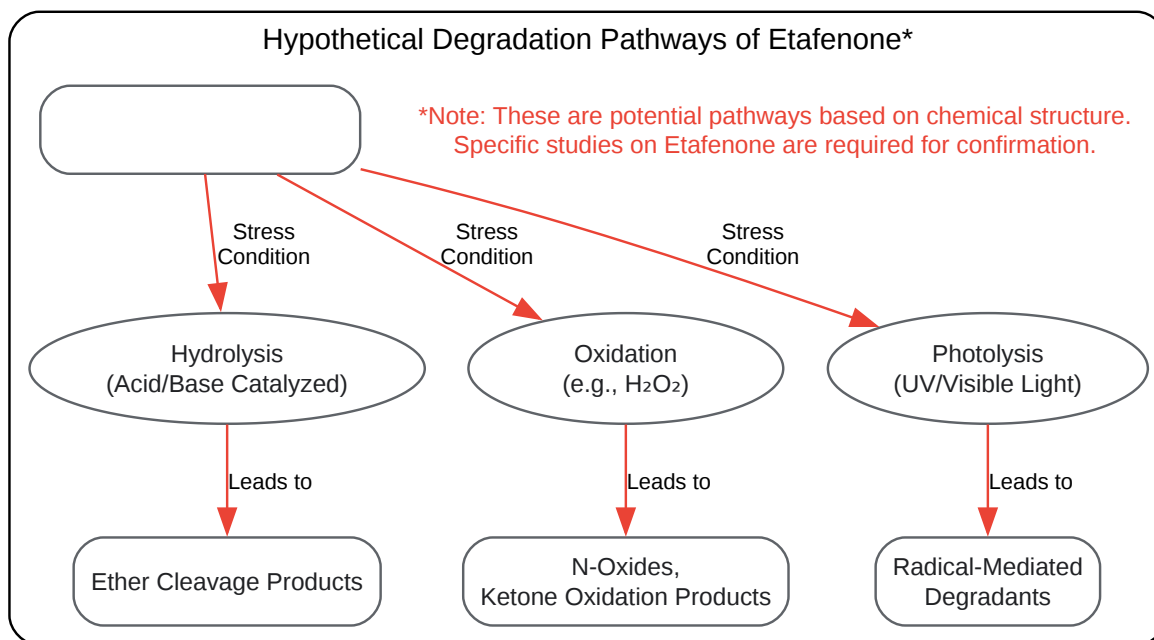 Hypothetical Degradation Pathways of Etafenone*
*Note: These are potential pathways based on chemical structure.
Specific studies on Etafenone are required for confirmation.
Stress
Condition
Stress
Condition
Stress
Condition
Hydrolysis
(Acid/Base Catalyzed)
Oxidation
(e.g., H₂O₂)
Photolysis
(UV/Visible Light)
Leads to
Leads to
Leads to
Ether Cleavage Products
N-Oxides,
Ketone Oxidation Products
Radical-Mediated
Degradants